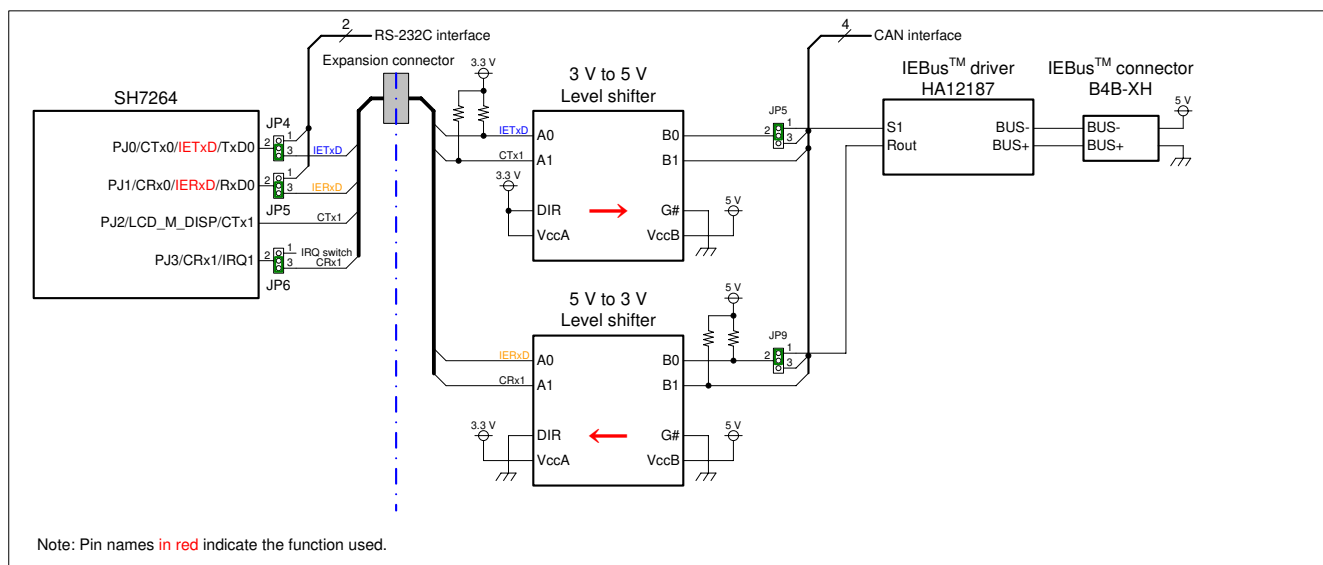 2
RS-232C interface
4
CAN interface
Expansion connector
3.3 V
3 V to 5 V
Level shifter
IEBus™ driver
HA12187
IEBus™ connector
B4B-XH
5 V
SH7264
JP4
1
2
3
PJ0/CTx0/IETxD/TxD0
IETxD
1
2
3
PJ1/CRx0/IERxD/RxD0
IERxD
JP5
PJ2/LCD_M_DISP/CTx1
CTx1
1
IRQ switch
2
3
PJ3/CRx1/IRQ1
CRx1
JP6
IETxD
A0
B0
CTx1
A1
B1
3.3 V
DIR
G#
5 V
VccA
VccB
JP5
1
2
3
S1
BUS-
BUS-
Rout
BUS+
BUS+
5 V to 3 V
Level shifter
5 V
JP9
1
2
3
IERxD
A0
B0
CRx1
A1
B1
3.3 V
DIR
G#
5 V
VccA
VccB
Note: Pin names in red indicate the function used.